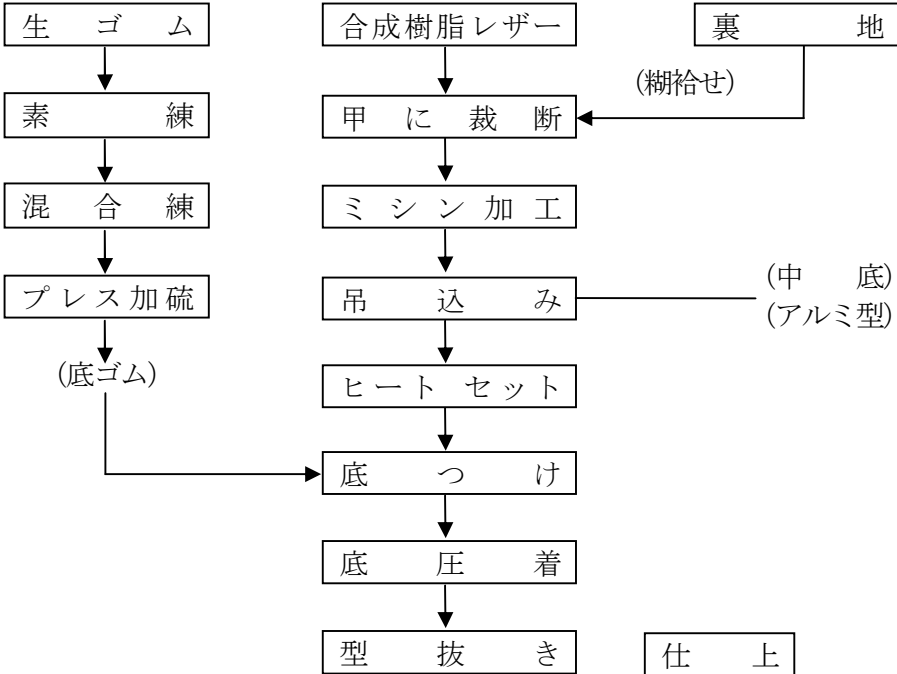 生ゴム
合成樹脂レザー
裏地
(糊袷せ)
素練
甲に裁断
混合練
ミシン加工
プレス加硫
吊込み
(中底)
(アルミ型)
(底ゴム)
ヒートセット
底つけ
底圧着
型抜き
仕上